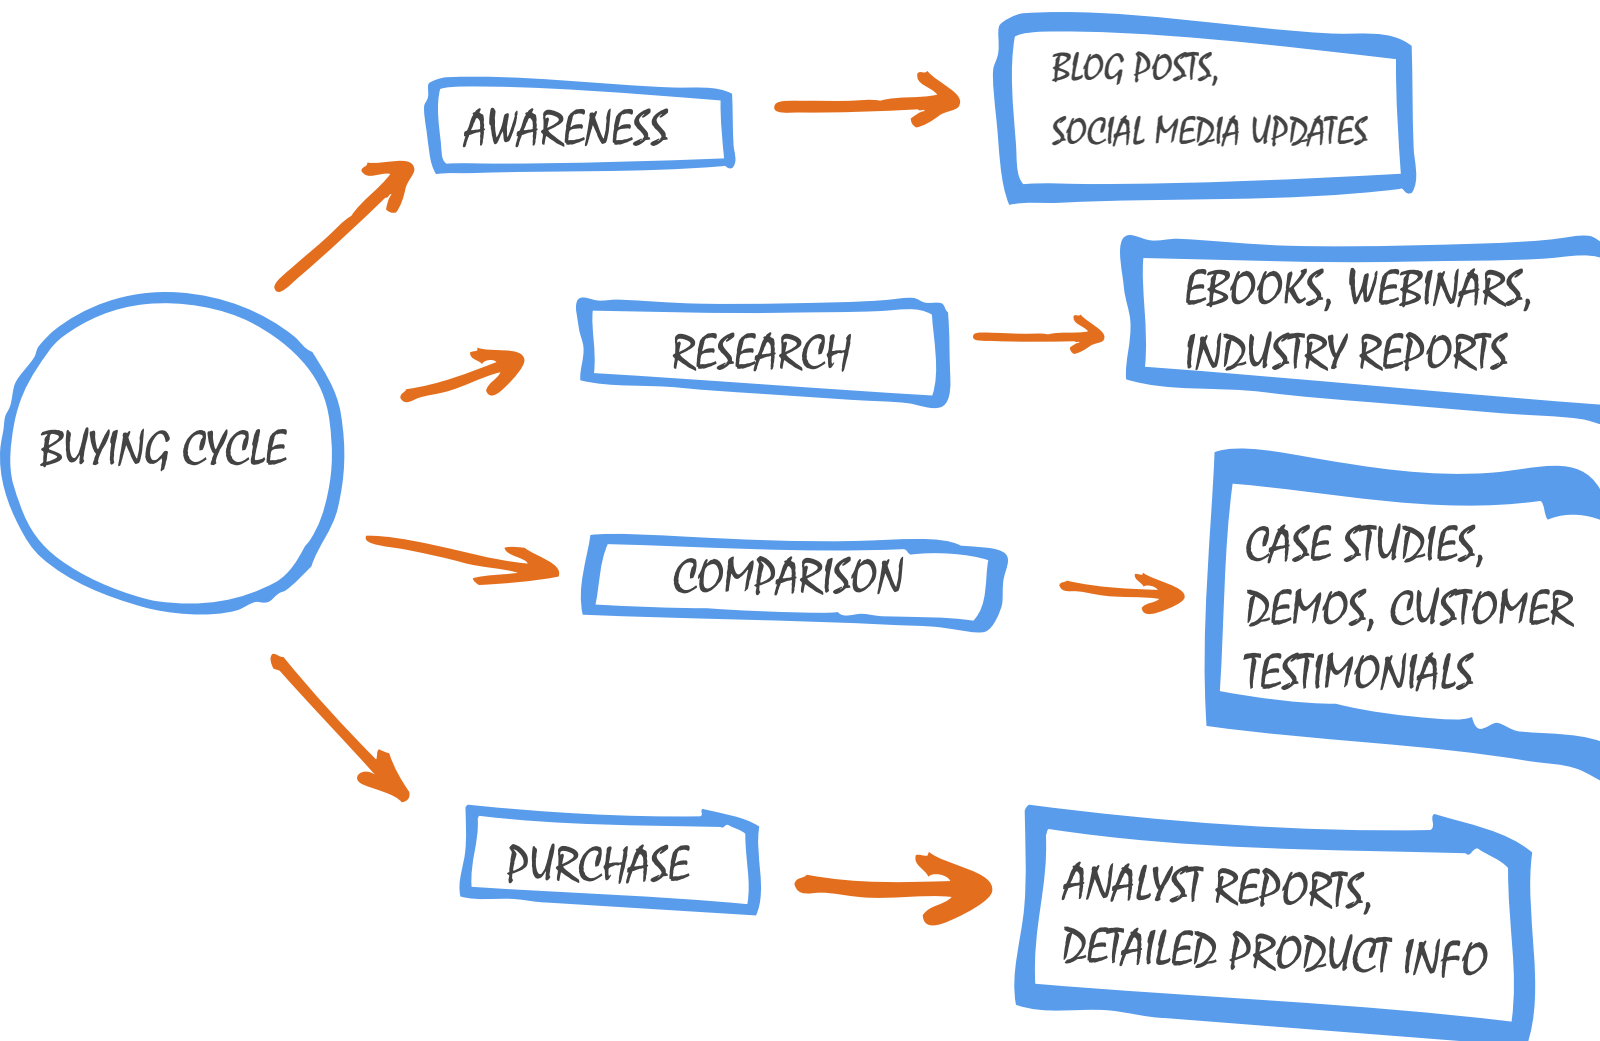 BUYING CYCLE
AWARENESS
BLOG POSTS,
SOCIAL MEDIA UPDATES
RESEARCH
EBOOKS, WEBINARS,
INDUSTRY REPORTS
COMPARISON
CASE STUDIES,
DEMOS, CUSTOMER
TESTIMONIALS
PURCHASE
ANALYST REPORTS,
DETAILED PRODUCT INFO